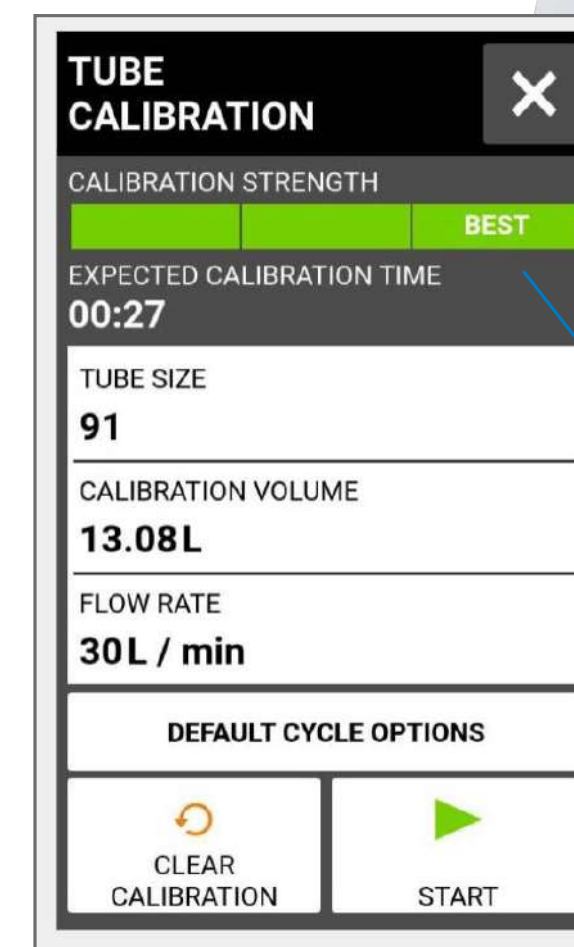 TUBE
CALIBRATION
CALIBRATION STRENGTH
BEST
EXPECTED CALIBRATION TIME
00:27
TUBE SIZE
91
CALIBRATION VOLUME
13.08L
FLOW RATE
30L / min
DEFAULT CYCLE OPTIONS
CLEAR
CALIBRATION
START